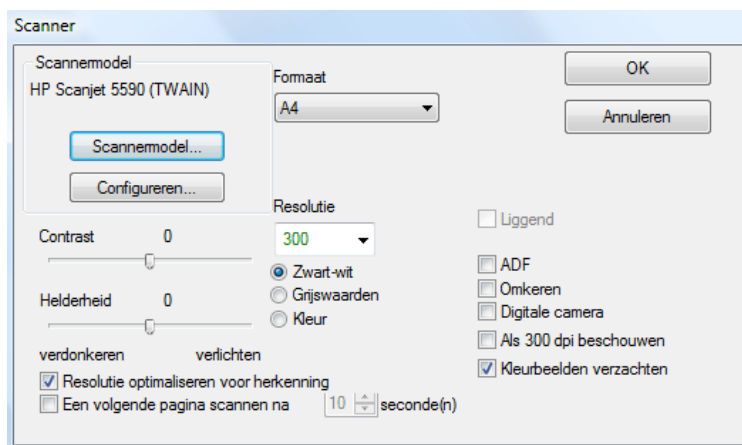 Scanner
Scannermodel
HP Scanjet 5590 (TWAIN)
Scannermodel...
Configureren...
Formaat
A4
OK
Annuleren
Resolutie
300
Zwart-wit
Grijswaarden
Kleur
Contrast 0
Helderheid 0
verdonkeren verlichten
Liggend
ADF
Omkeren
Digitale camera
Als 300 dpi beschouwen
Kleurbeelden verzachten
Resolutie optimaliseren voor herkenning
Een volgende pagina scannen na 10 seconde(n)